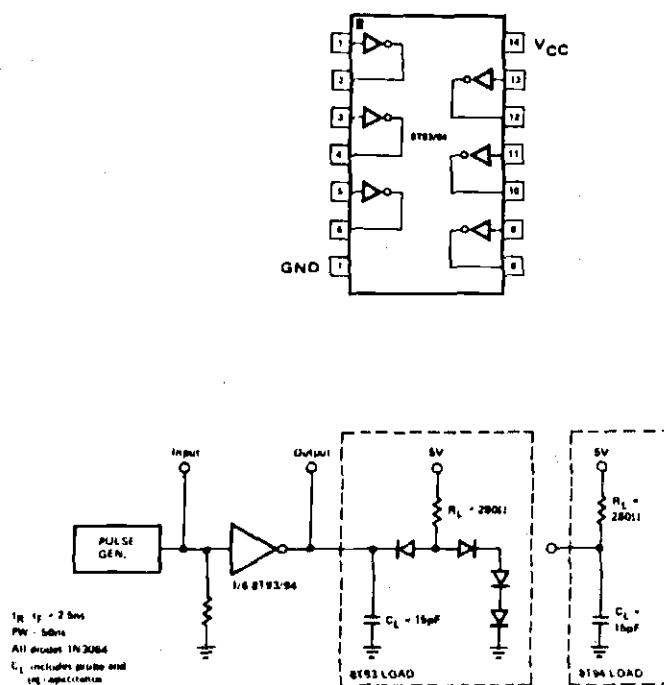 1
14
VCC
2
13
3
12
8T93/94
4
11
5
10
6
9
GND
7
8
Input
Output
5V
5V
RL = 280Ω
RL =
280Ω
PULSE
GEN.
1/6 8T93/94
tR, tF = 2.5ns
PW = 50ns
All diodes 1N3064
CL includes probe and
jig capacitance
CL = 15pF
CL =
15pF
8T93 LOAD
8T94 LOAD